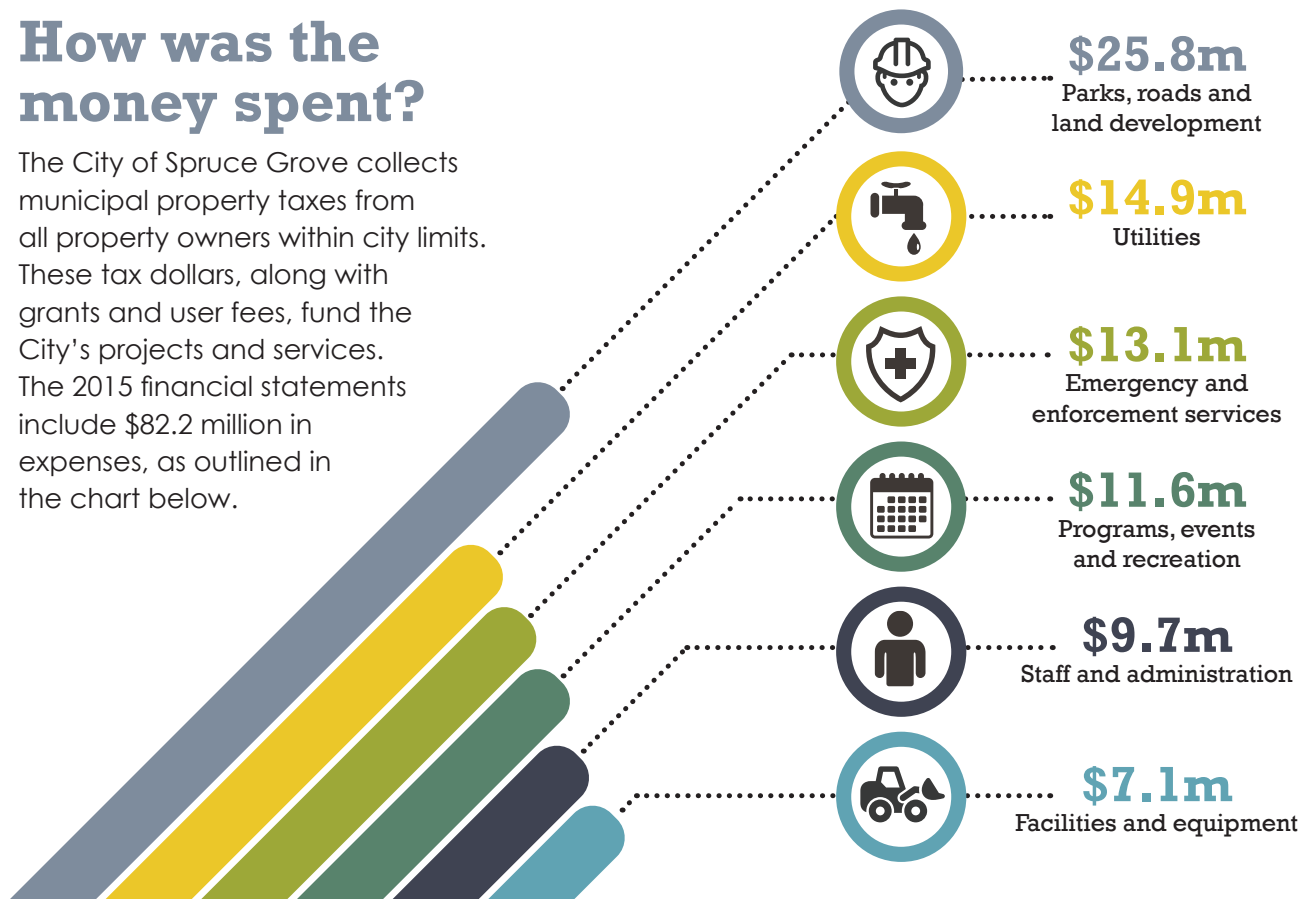 How was the
money spent?
The City of Spruce Grove collects
municipal property taxes from
all property owners within city limits.
These tax dollars, along with
grants and user fees, fund the
City’s projects and services.
The 2015 financial statements
include $82.2 million in
expenses, as outlined in
the chart below.
$25.8m
Parks, roads and
land development
$14.9m
Utilities
$13.1m
Emergency and
enforcement services
$11.6m
Programs, events
and recreation
$9.7m
Staff and administration
$7.1m
Facilities and equipment